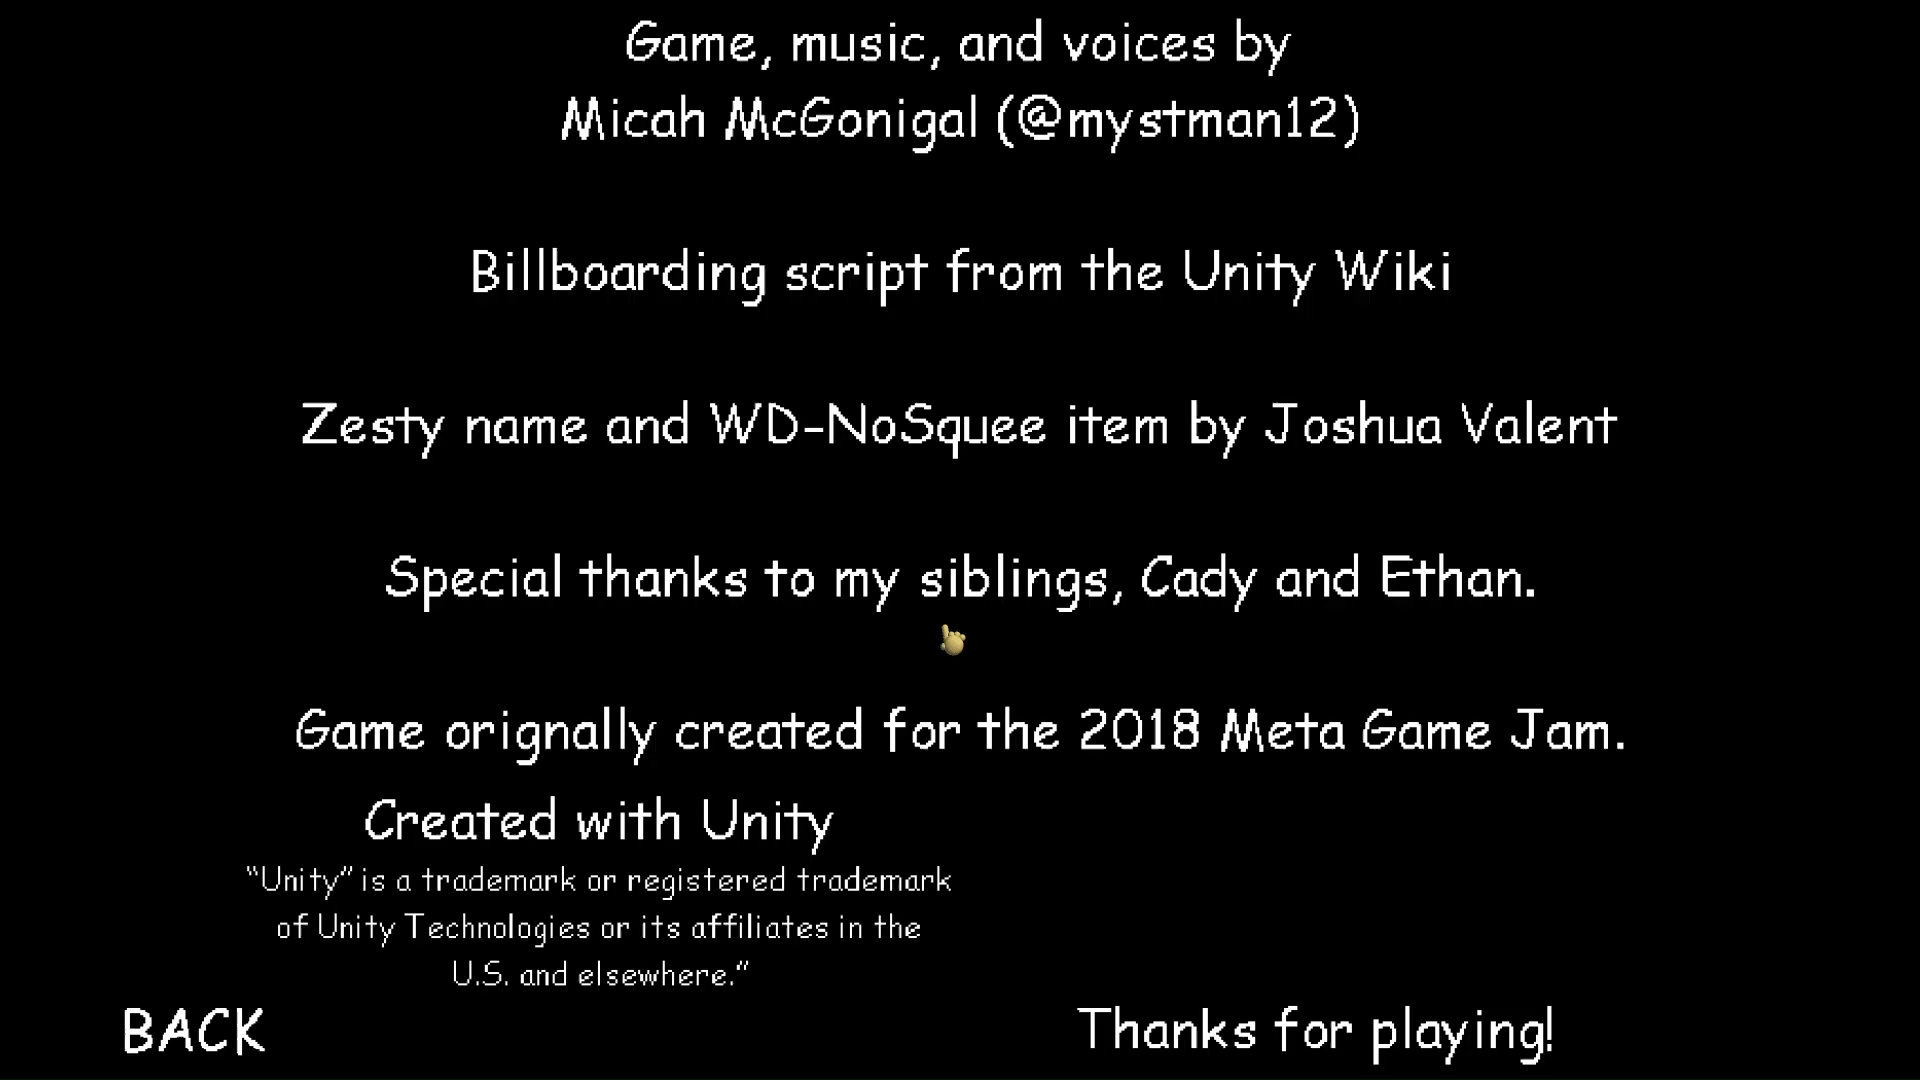 Game, music, and voices by
Micah McGonigal (@mystman12)
Billboarding script from the Unity Wiki
Zesty name and WD-NoSquee item by Joshua Valent
Special thanks to my siblings, Cady and Ethan.
Game orignally created for the 2018 Meta Game Jam.
Created with Unity
“Unity” is a trademark or registered trademark
of Unity Technologies or its affiliates in the
U.S. and elsewhere.”
BACK
Thanks for playing!